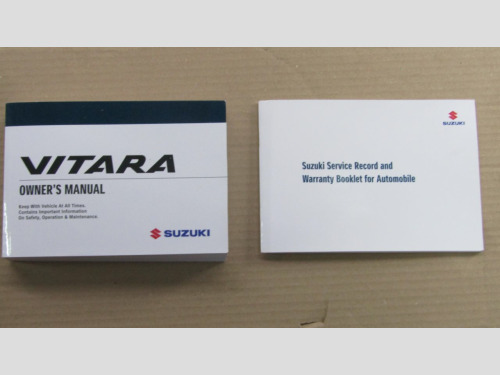 VITARA
OWNER'S MANUAL
Keep With Vehicle At All Times.
Contains Important Information
On Safety, Operation & Maintenance.
SUZUKI
SUZUKI
Suzuki Service Record and
Warranty Booklet for Automobile